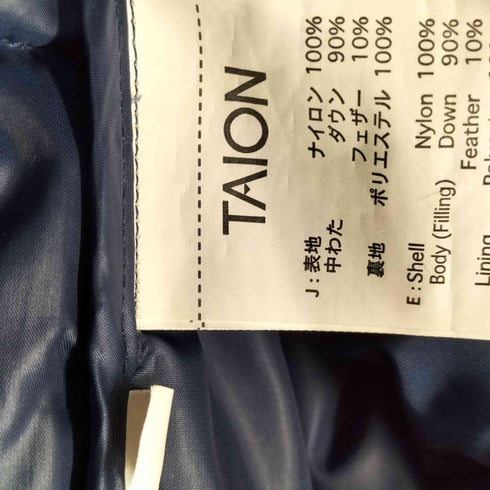 TAION
J : 表地 ナイロン 100%
中わた ダウン 90%
フェザー 10%
裏地 ポリエステル 100%
E : Shell Nylon 100%
Body (Filling) Down 90%
Feather 10%
Lining